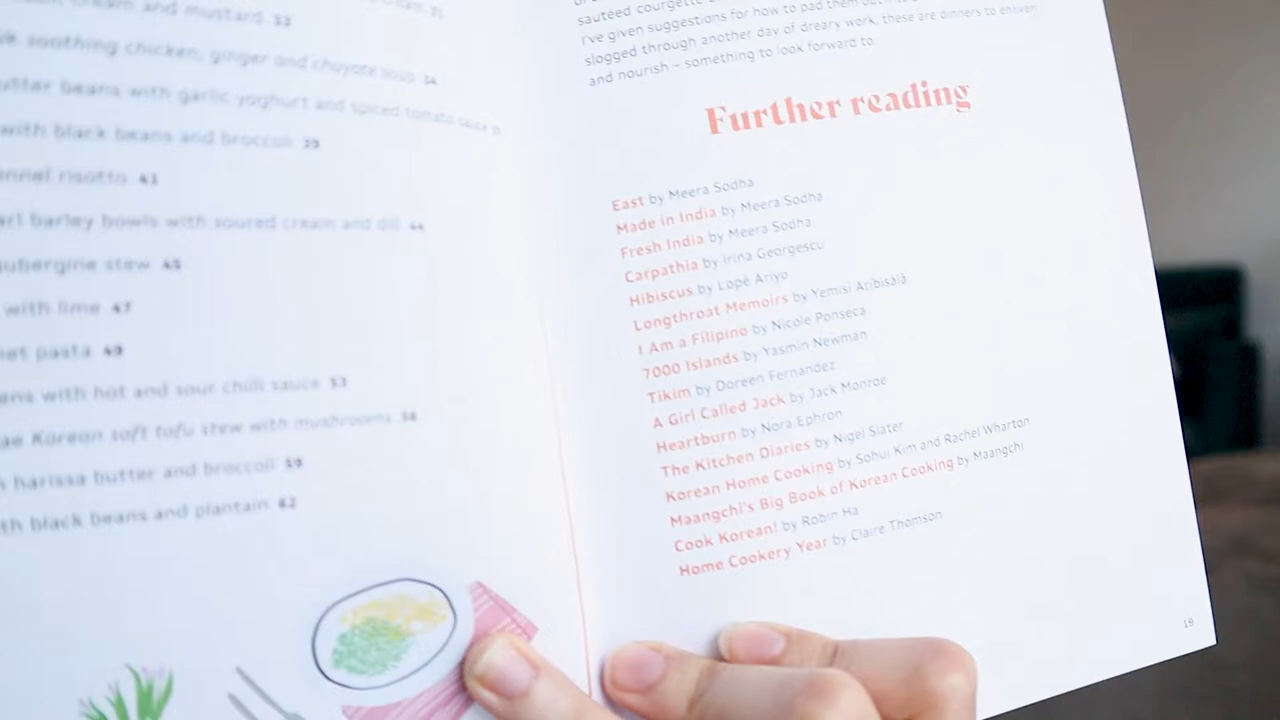 cream and mustard 33
soothing chicken, ginger and chayote soup 34
beans with garlic yoghurt and spiced tomato sauce
with black beans and broccoli 39
risotto 41
barley bowls with soured cream and dill 44
aubergine stew 45
with lime 47
pasta 49
with hot and sour chilli sauce 53
Korean soft tofu stew with mushrooms 56
harissa butter and broccoli 59
black beans and plantain 62
sautéed courgette
I've given suggestions for how to pad them out
slogged through another day of dreary work, these are dinners to enliven
and nourish – something to look forward to
Further reading
East by Meera Sodha
Made in India by Meera Sodha
Fresh India by Meera Sodha
Carpathia by Irina Georgescu
Hibiscus by Lopè Ariyo
Longthroat Memoirs by Yemisí Aríbisálà
I Am a Filipino by Nicole Ponseca
7000 Islands by Yasmin Newman
Tikim by Doreen Fernandez
A Girl Called Jack by Jack Monroe
Heartburn by Nora Ephron
The Kitchen Diaries by Nigel Slater
Korean Home Cooking by Sohui Kim and Rachel Wharton
Maangchi's Big Book of Korean Cooking by Maangchi
Cook Korean! by Robin Ha
Home Cookery Year by Claire Thomson
19